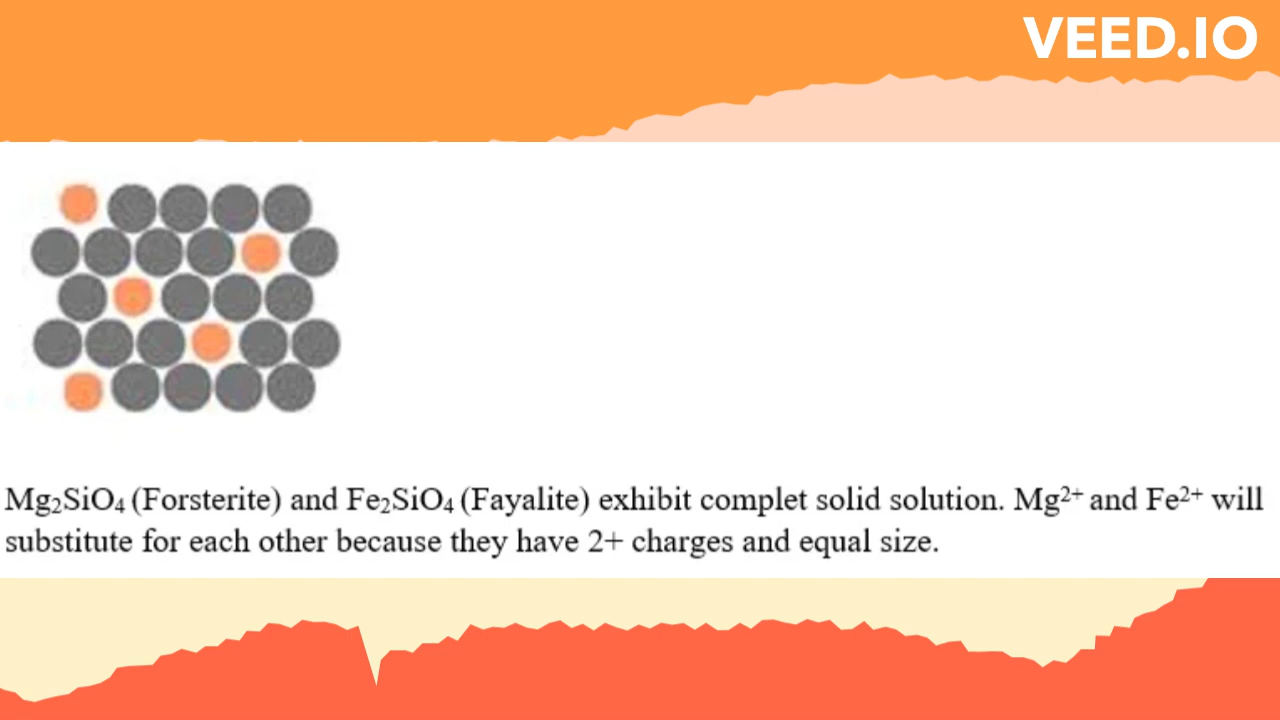 VEED.IO
Mg₂SiO₄ (Forsterite) and Fe₂SiO₄ (Fayalite) exhibit complet solid solution. Mg²⁺ and Fe²⁺ will
substitute for each other because they have 2+ charges and equal size.